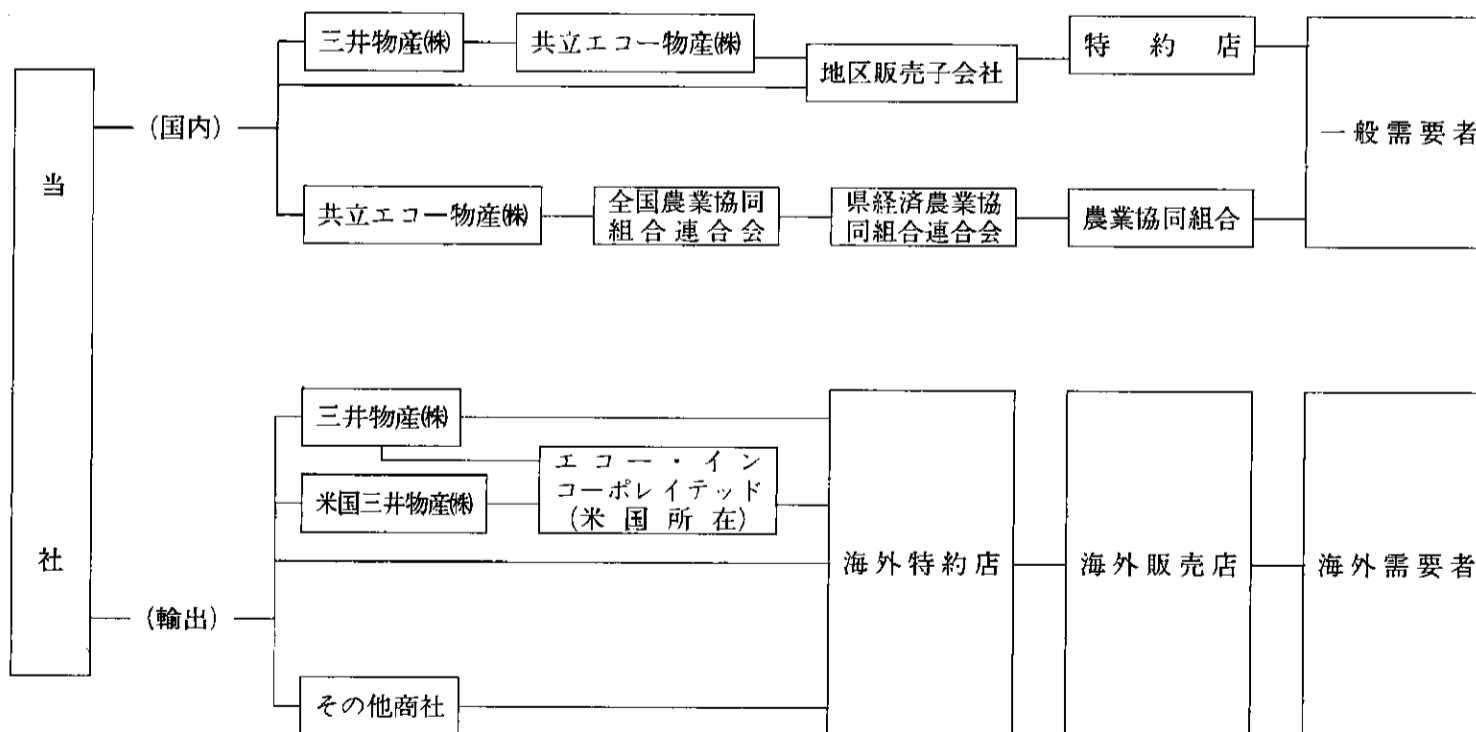 三井物産㈱
共立エコー物産㈱
地区販売子会社
特約店
一般需要者
(国内)
共立エコー物産㈱
全国農業協同
組合連合会
県経済農業協
同組合連合会
農業協同組合
当社
三井物産㈱
エコー・イン
コーポレイテッド
(米国所在)
米国三井物産㈱
海外特約店
海外販売店
海外需要者
(輸出)
その他商社